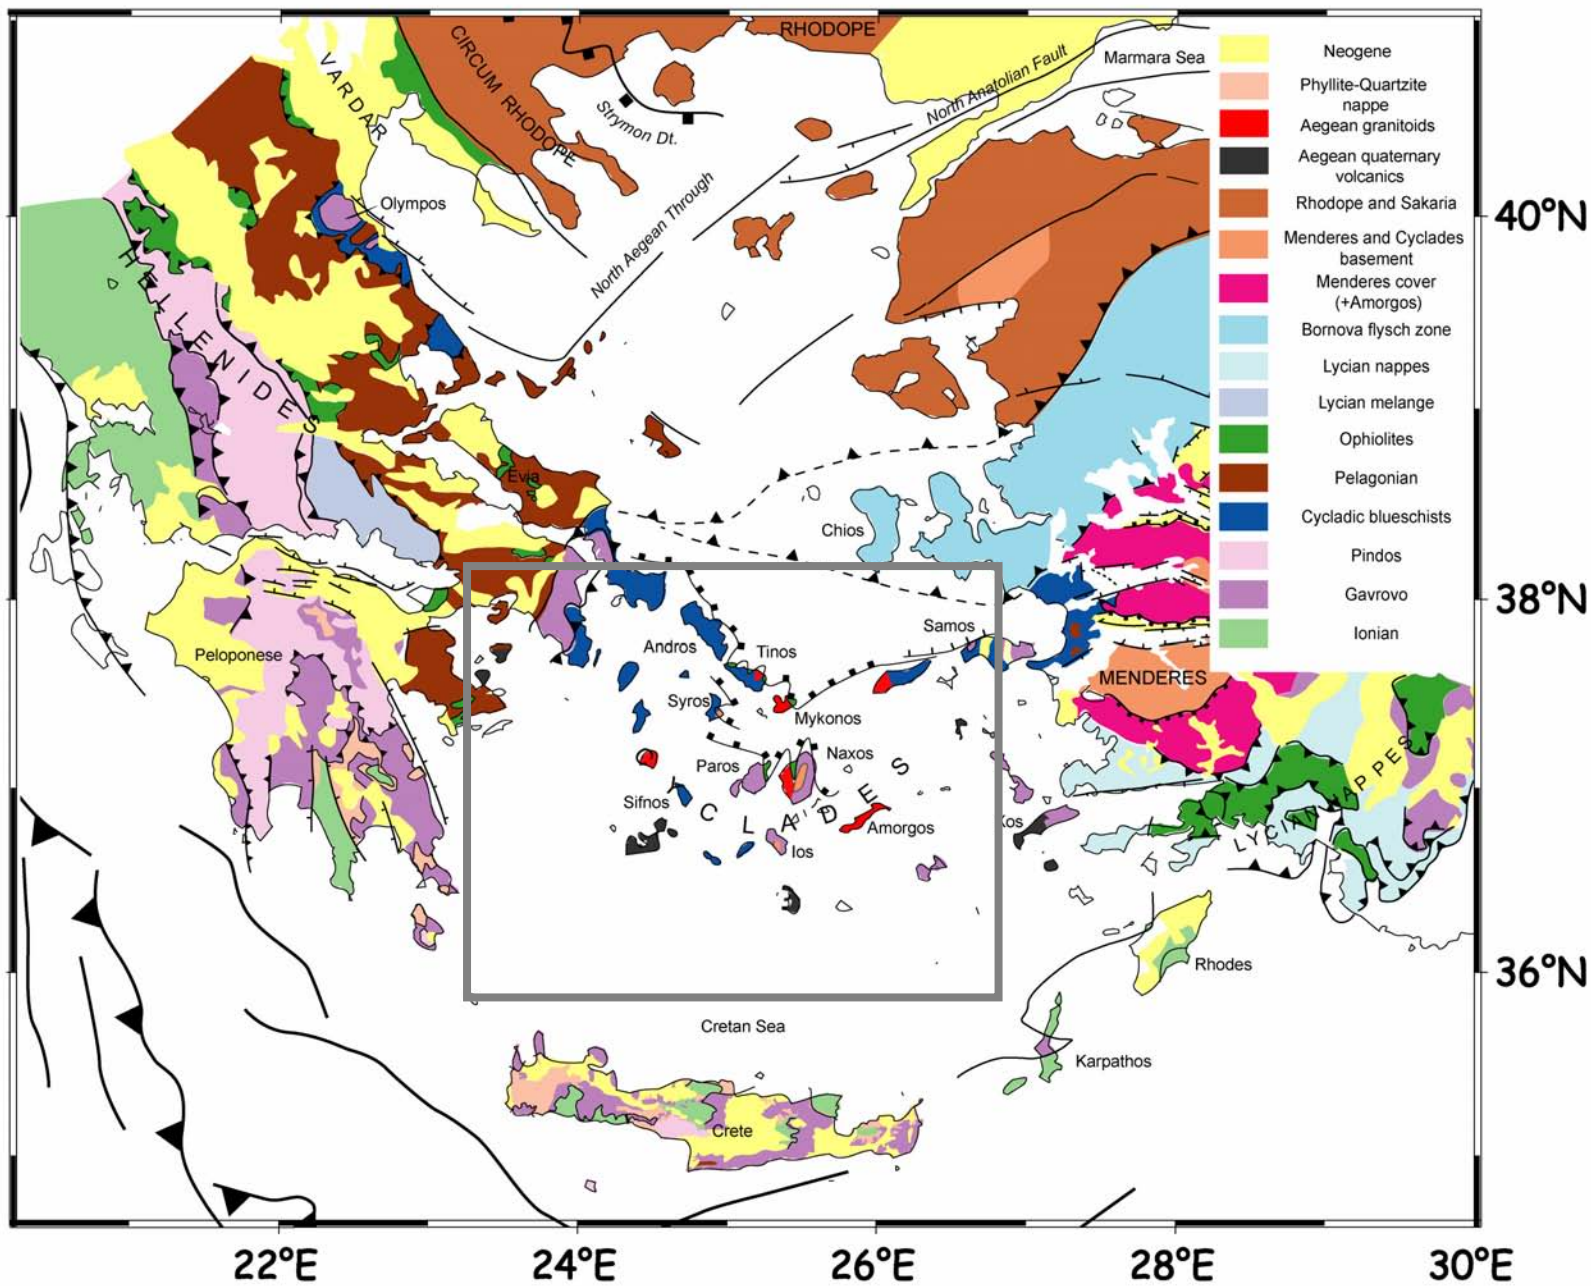 RHODOPE
CIRCUM RHODOPE
VARDAR
Strymon Dt.
North Anatolian Fault
Marmara Sea
North Aegean Through
Olympos
HELLENIDES
Evia
Chios
Peloponese
Andros
Tinos
Samos
Syros
Mykonos
Paros
Naxos
Sifnos
C L A D E S
Amorgos
Ios
Kos
MENDERES
LYCIAN NAPPES
Rhodes
Karpathos
Cretan Sea
Crete
Neogene
Phyllite-Quartzite
nappe
Aegean granitoids
Aegean quaternary
volcanics
Rhodope and Sakaria
Menderes and Cyclades
basement
Menderes cover
(+Amorgos)
Bornova flysch zone
Lycian nappes
Lycian melange
Ophiolites
Pelagonian
Cycladic blueschists
Pindos
Gavrovo
Ionian
40°N
38°N
36°N
22°E
24°E
26°E
28°E
30°E